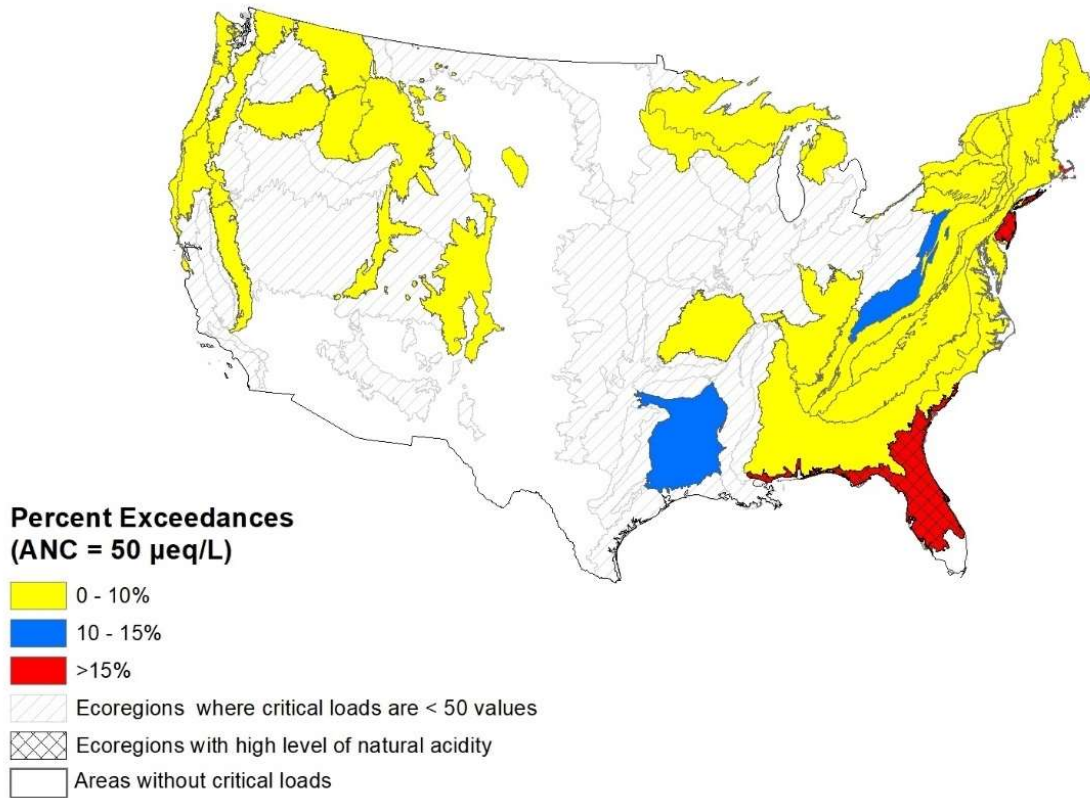 Percent Exceedances
(ANC = 50 µeq/L)
0 - 10%
10 - 15%
>15%
Ecoregions where critical loads are < 50 values
Ecoregions with high level of natural acidity
Areas without critical loads